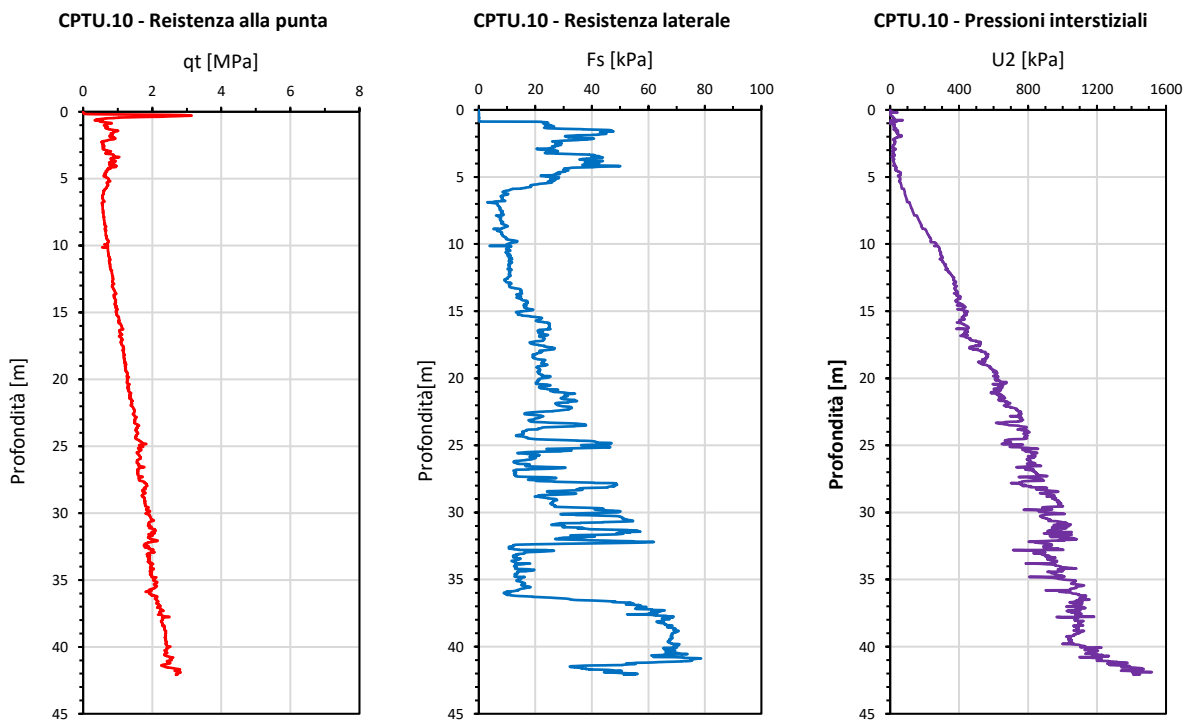 CPTU.10 - Reistenza alla punta
qt [MPa]
0 2 4 6 8
0
5
10
15
20
25
30
35
40
45
Profondità [m]
CPTU.10 - Resistenza laterale
Fs [kPa]
0 20 40 60 80 100
0
5
10
15
20
25
30
35
40
45
Profondità[m]
CPTU.10 - Pressioni interstiziali
U2 [kPa]
0 400 800 1200 1600
0
5
10
15
20
25
30
35
40
45
Profondità [m]